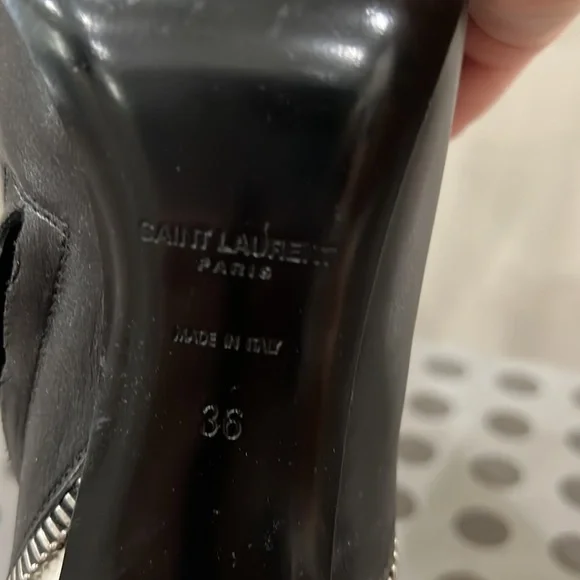 SAINT LAURENT
PARIS
MADE IN ITALY
36